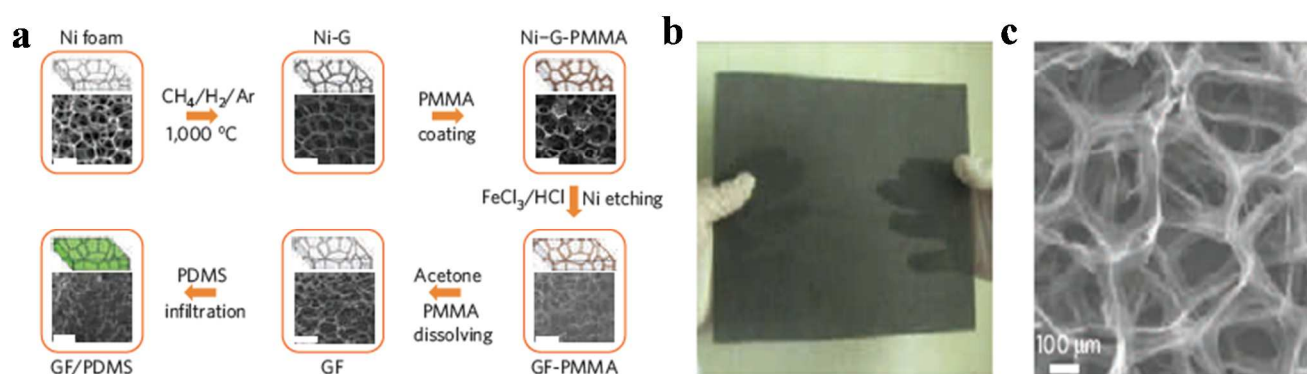 a
Ni foam
CH₄/H₂/Ar
1,000 ºC
Ni-G
PMMA
coating
Ni–G-PMMA
FeCl₃/HCl
Ni etching
GF-PMMA
Acetone
PMMA
dissolving
GF
PDMS
infiltration
GF/PDMS
b
c
100 µm